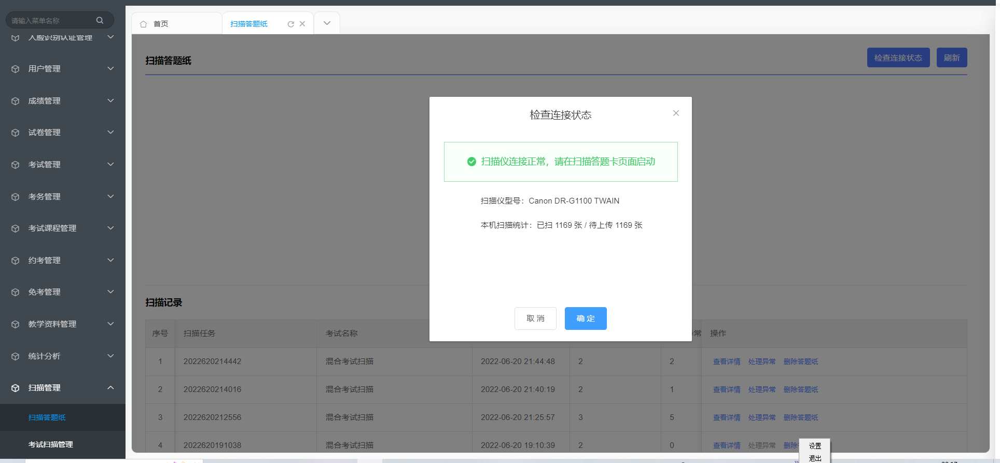 请输入菜单名称
人脸识别认证管理
用户管理
成绩管理
试卷管理
考试管理
考务管理
考试课程管理
约考管理
免考管理
教学资料管理
统计分析
扫描管理
扫描答题纸
考试扫描管理
首页
扫描答题纸
扫描答题纸
检查连接状态
刷新
检查连接状态
扫描仪连接正常，请在扫描答题卡页面启动
扫描仪型号：Canon DR-G1100 TWAIN
本机扫描统计：已扫 1169 张 / 待上传 1169 张
取 消
确 定
扫描记录
序号 扫描任务 考试名称 常 操作
1 2022620214442 混合考试扫描 2022-06-20 21:44:48 2 2 查看详情 处理异常 删除答题纸
2 2022620214016 混合考试扫描 2022-06-20 21:40:19 2 1 查看详情 处理异常 删除答题纸
3 2022620212556 混合考试扫描 2022-06-20 21:25:57 3 5 查看详情 处理异常 删除答题纸
4 2022620191038 混合考试扫描 2022-06-20 19:10:39 2 0 查看详情 处理异常 删除
设置
退出